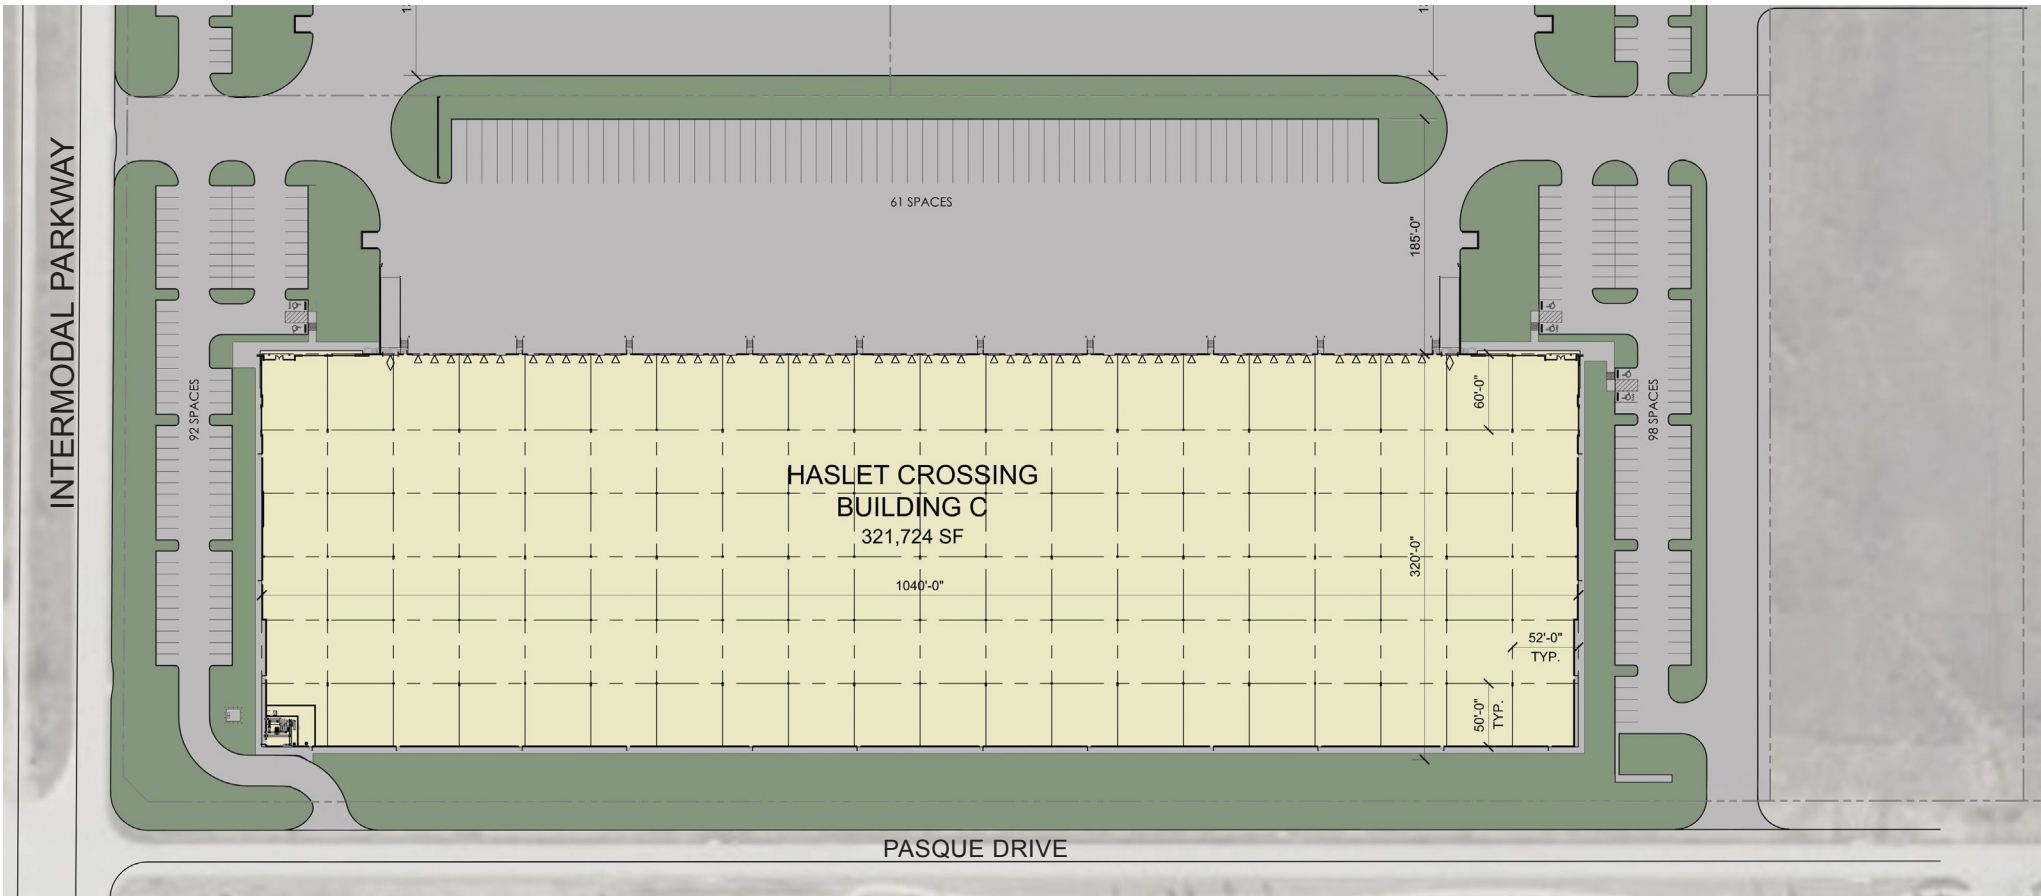 INTERMODAL PARKWAY
61 SPACES
185'-0"
92 SPACES
98 SPACES
60'-0"
HASLET CROSSING
BUILDING C
321,724 SF
320'-0"
1040'-0"
52'-0"
TYP.
50'-0"
TYP.
PASQUE DRIVE